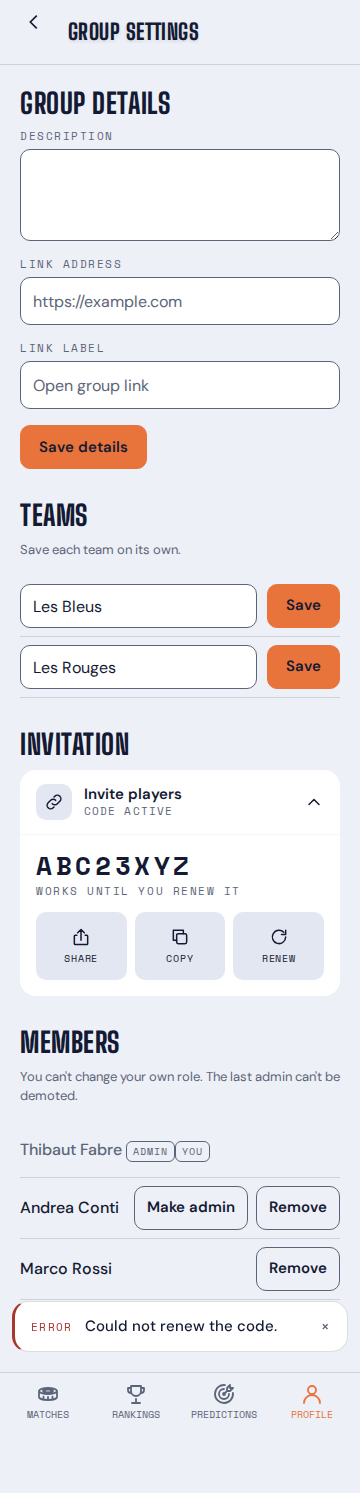 GROUP SETTINGS
GROUP DETAILS
DESCRIPTION
LINK ADDRESS
https://example.com
LINK LABEL
Open group link
Save details
TEAMS
Save each team on its own.
Les Bleus Save
Les Rouges Save
INVITATION
Invite players
CODE ACTIVE
ABC23XYZ
WORKS UNTIL YOU RENEW IT
SHARE COPY RENEW
MEMBERS
You can't change your own role. The last admin can't be
demoted.
Thibaut Fabre ADMIN YOU
Andrea Conti Make admin Remove
Marco Rossi Remove
ERROR Could not renew the code. ×
MATCHES RANKINGS PREDICTIONS PROFILE